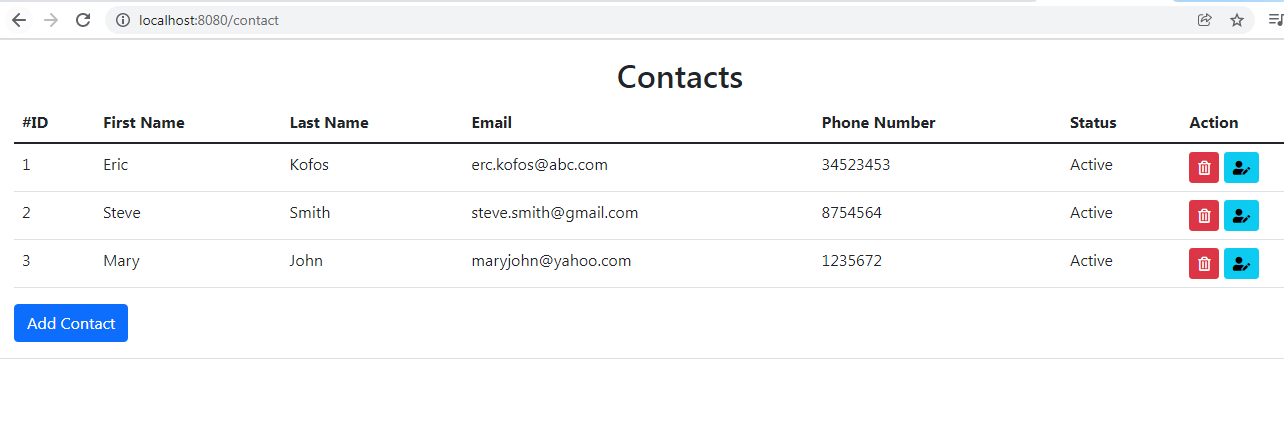 localhost:8080/contact
Contacts
#ID First Name Last Name Email Phone Number Status Action
1 Eric Kofos erc.kofos@abc.com 34523453 Active
2 Steve Smith steve.smith@gmail.com 8754564 Active
3 Mary John maryjohn@yahoo.com 1235672 Active
Add Contact